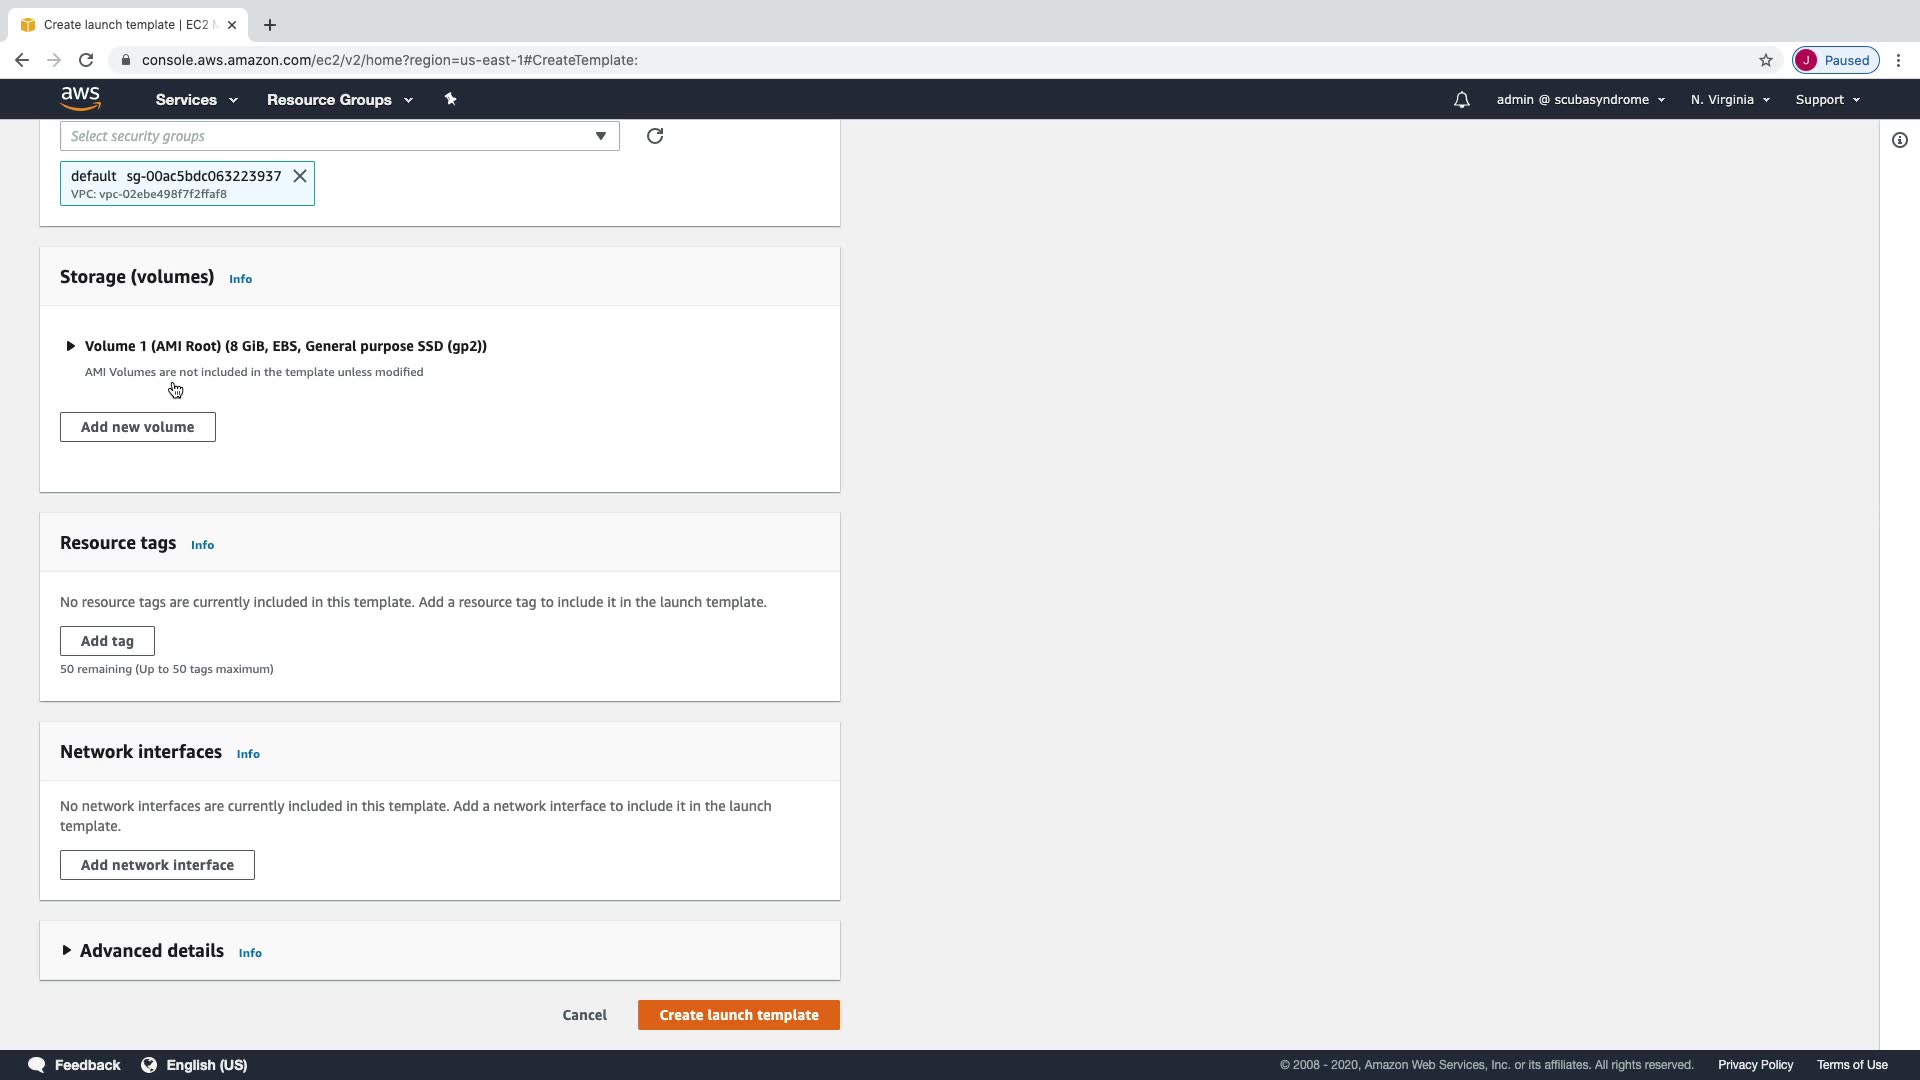 Create launch template | EC2 M
console.aws.amazon.com/ec2/v2/home?region=us-east-1#CreateTemplate:
J Paused
aws Services Resource Groups admin @ scubasyndrome N. Virginia Support
Select security groups
default sg-00ac5bdc063223937
VPC: vpc-02ebe498f7f2ffaf8
Storage (volumes) Info
Volume 1 (AMI Root) (8 GiB, EBS, General purpose SSD (gp2))
AMI Volumes are not included in the template unless modified
Add new volume
Resource tags Info
No resource tags are currently included in this template. Add a resource tag to include it in the launch template.
Add tag
50 remaining (Up to 50 tags maximum)
Network interfaces Info
No network interfaces are currently included in this template. Add a network interface to include it in the launch
template.
Add network interface
Advanced details Info
Cancel Create launch template
Feedback English (US) © 2008 - 2020, Amazon Web Services, Inc. or its affiliates. All rights reserved. Privacy Policy Terms of Use